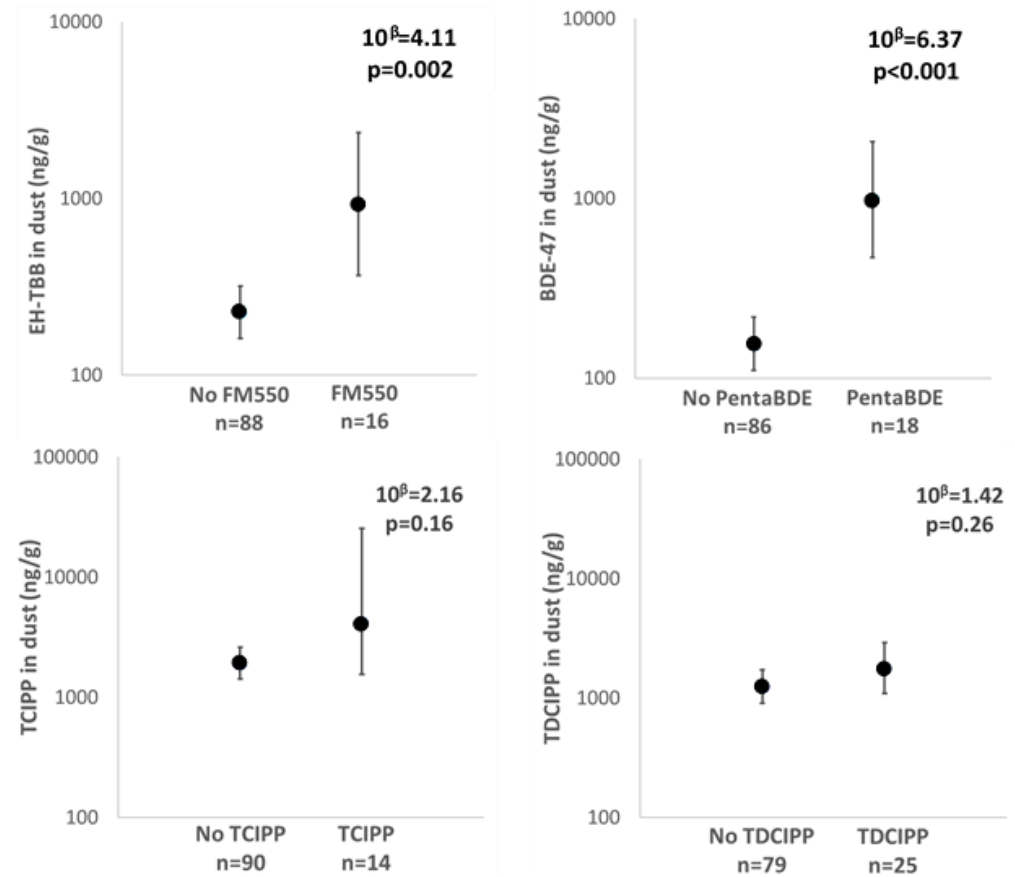 10000
1000
100
EH-TBB in dust (ng/g)
10^β=4.11
p=0.002
No FM550
n=88
FM550
n=16
10000
1000
100
BDE-47 in dust (ng/g)
10^β=6.37
p<0.001
No PentaBDE
n=86
PentaBDE
n=18
100000
10000
1000
100
TCIPP in dust (ng/g)
10^β=2.16
p=0.16
No TCIPP
n=90
TCIPP
n=14
100000
10000
1000
100
TDCIPP in dust (ng/g)
10^β=1.42
p=0.26
No TDCIPP
n=79
TDCIPP
n=25